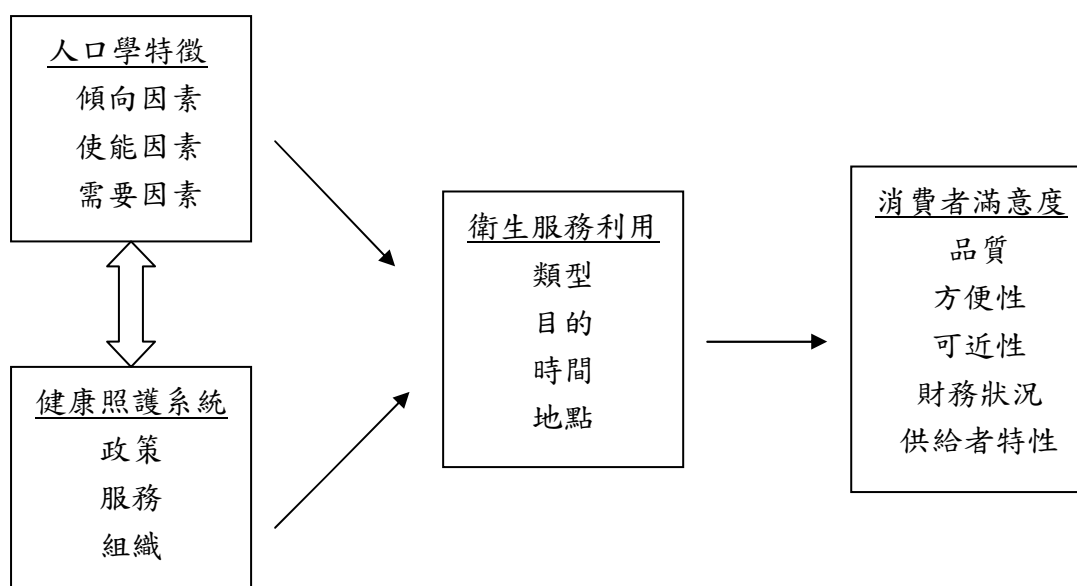 人口學特徵
傾向因素
使能因素
需要因素
健康照護系統
政策
服務
組織
衛生服務利用
類型
目的
時間
地點
消費者滿意度
品質
方便性
可近性
財務狀況
供給者特性